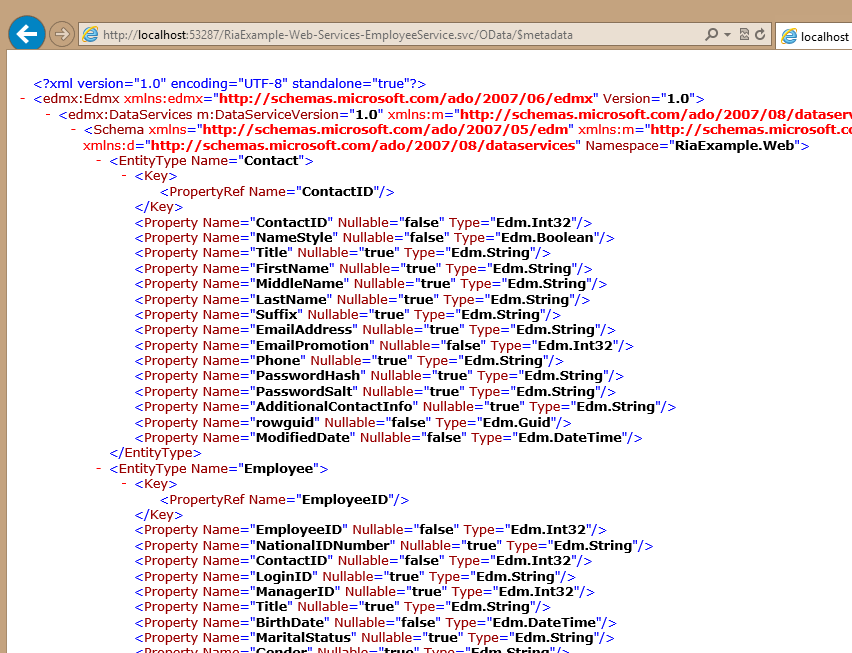 http://localhost:53287/RiaExample-Web-Services-EmployeeService.svc/OData/$metadata
localhost
<?xml version="1.0" encoding="UTF-8" standalone="true"?>
- <edmx:Edmx xmlns:edmx="http://schemas.microsoft.com/ado/2007/06/edmx" Version="1.0">
- <edmx:DataServices m:DataServiceVersion="1.0" xmlns:m="http://schemas.microsoft.com/ado/2007/08/dataserv
- <Schema xmlns="http://schemas.microsoft.com/ado/2007/05/edm" xmlns:m="http://schemas.microsoft.co
xmlns:d="http://schemas.microsoft.com/ado/2007/08/dataservices" Namespace="RiaExample.Web">
- <EntityType Name="Contact">
- <Key>
<PropertyRef Name="ContactID"/>
</Key>
<Property Name="ContactID" Nullable="false" Type="Edm.Int32"/>
<Property Name="NameStyle" Nullable="false" Type="Edm.Boolean"/>
<Property Name="Title" Nullable="true" Type="Edm.String"/>
<Property Name="FirstName" Nullable="true" Type="Edm.String"/>
<Property Name="MiddleName" Nullable="true" Type="Edm.String"/>
<Property Name="LastName" Nullable="true" Type="Edm.String"/>
<Property Name="Suffix" Nullable="true" Type="Edm.String"/>
<Property Name="EmailAddress" Nullable="true" Type="Edm.String"/>
<Property Name="EmailPromotion" Nullable="false" Type="Edm.Int32"/>
<Property Name="Phone" Nullable="true" Type="Edm.String"/>
<Property Name="PasswordHash" Nullable="true" Type="Edm.String"/>
<Property Name="PasswordSalt" Nullable="true" Type="Edm.String"/>
<Property Name="AdditionalContactInfo" Nullable="true" Type="Edm.String"/>
<Property Name="rowguid" Nullable="false" Type="Edm.Guid"/>
<Property Name="ModifiedDate" Nullable="false" Type="Edm.DateTime"/>
</EntityType>
- <EntityType Name="Employee">
- <Key>
<PropertyRef Name="EmployeeID"/>
</Key>
<Property Name="EmployeeID" Nullable="false" Type="Edm.Int32"/>
<Property Name="NationalIDNumber" Nullable="true" Type="Edm.String"/>
<Property Name="ContactID" Nullable="false" Type="Edm.Int32"/>
<Property Name="LoginID" Nullable="true" Type="Edm.String"/>
<Property Name="ManagerID" Nullable="true" Type="Edm.Int32"/>
<Property Name="Title" Nullable="true" Type="Edm.String"/>
<Property Name="BirthDate" Nullable="false" Type="Edm.DateTime"/>
<Property Name="MaritalStatus" Nullable="true" Type="Edm.String"/>
<Property Name="Gender" Nullable="true" Type="Edm.String"/>